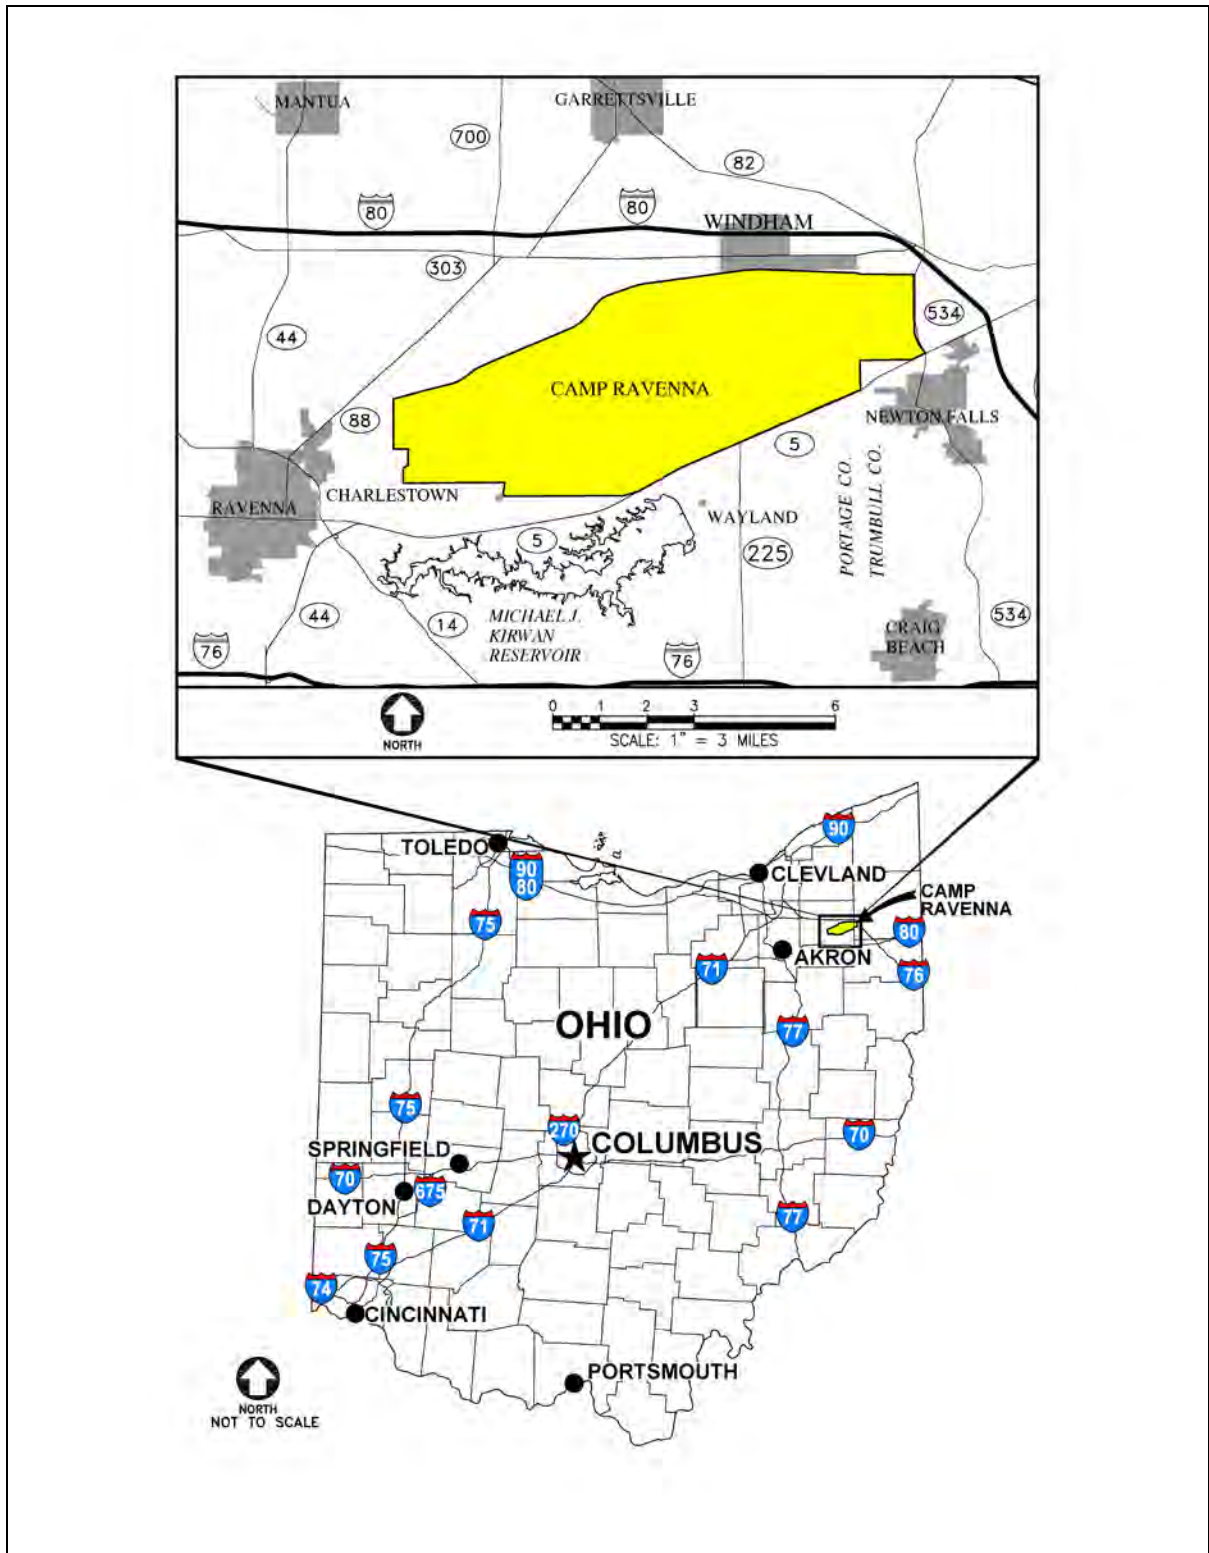 MANTUA
GARRETTSVILLE
700
82
80
80
WINDHAM
303
534
44
CAMP RAVENNA
88
NEWTON FALLS
5
PORTAGE CO.
TRUMBULL CO.
CHARLESTOWN
RAVENNA
WAYLAND
5
225
44
14
MICHAEL J.
KIRWAN
RESERVOIR
534
CRAIG
BEACH
76
76
NORTH
0 1 2 3 6
SCALE: 1" = 3 MILES
90
TOLEDO
90
80
CLEVLAND
CAMP
RAVENNA
75
80
AKRON
71
76
OHIO
77
75
270
COLUMBUS
70
SPRINGFIELD
70
675
DAYTON
71
77
75
74
CINCINNATI
PORTSMOUTH
NORTH
NOT TO SCALE